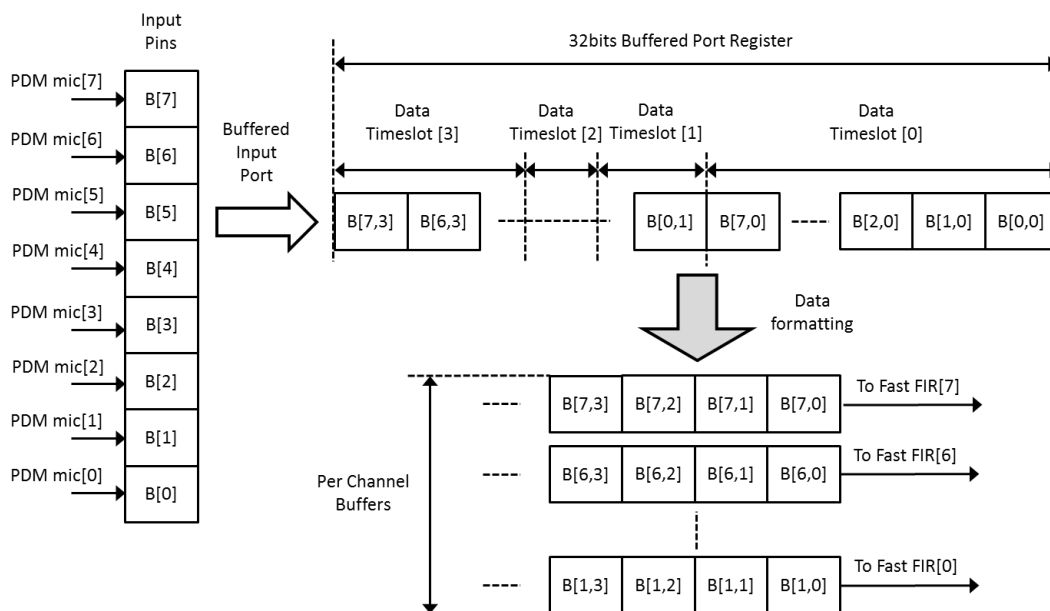 Input
Pins
PDM mic[7]
B[7]
PDM mic[6]
B[6]
PDM mic[5]
B[5]
PDM mic[4]
B[4]
PDM mic[3]
B[3]
PDM mic[2]
B[2]
PDM mic[1]
B[1]
PDM mic[0]
B[0]
Buffered
Input
Port
32bits Buffered Port Register
Data
Timeslot [3]
Data
Timeslot [2]
Data
Timeslot [1]
Data
Timeslot [0]
B[7,3] B[6,3] B[0,1] B[7,0] B[2,0] B[1,0] B[0,0]
Data
formatting
Per Channel
Buffers
B[7,3] B[7,2] B[7,1] B[7,0] To Fast FIR[7]
B[6,3] B[6,2] B[6,1] B[6,0] To Fast FIR[6]
B[1,3] B[1,2] B[1,1] B[1,0] To Fast FIR[0]